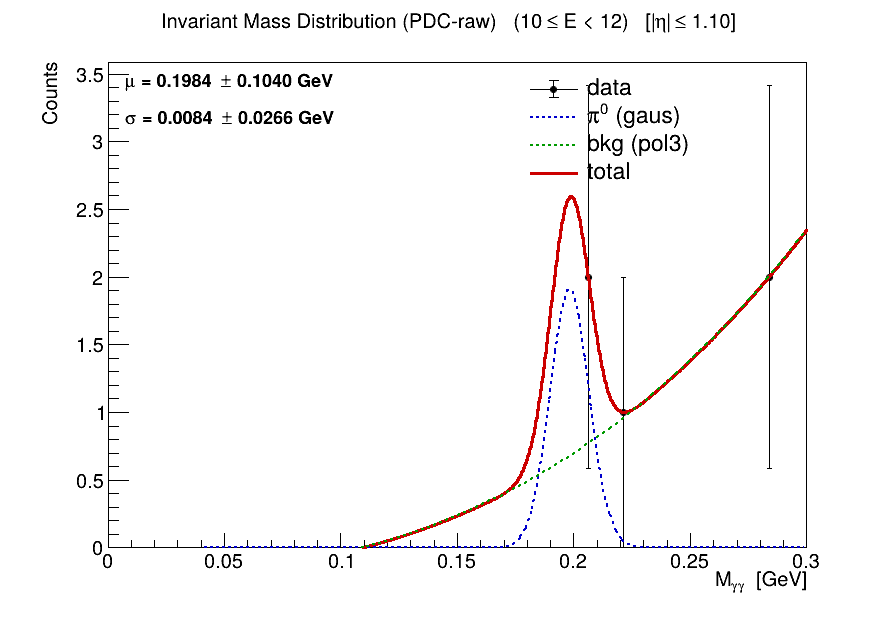 Invariant Mass Distribution (PDC-raw) (10 ≤ E < 12) [|η| ≤ 1.10]
Counts
μ = 0.1984 ± 0.1040 GeV
σ = 0.0084 ± 0.0266 GeV
data
π⁰ (gaus)
bkg (pol3)
total
3.5
3
2.5
2
1.5
1
0.5
0
0 0.05 0.1 0.15 0.2 0.25 0.3
Mγγ [GeV]